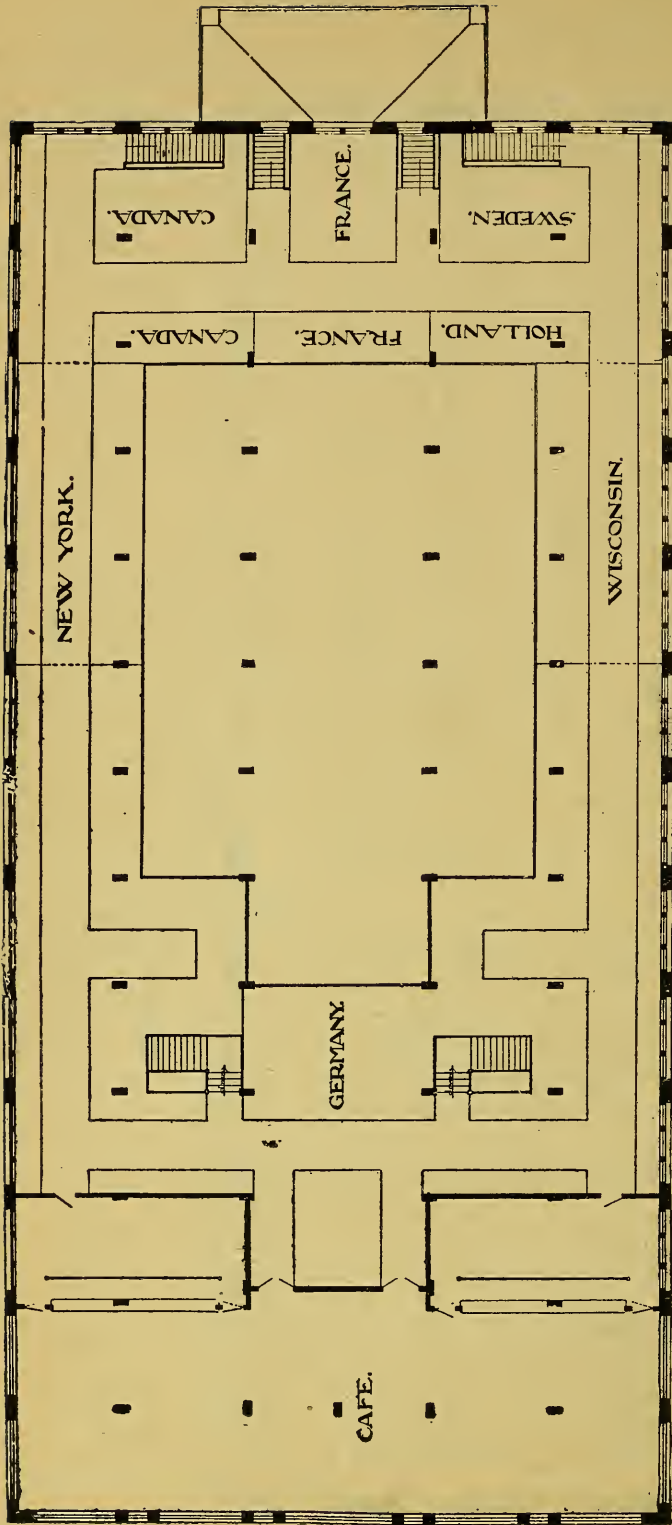 FRANCE.
CANADA.
SWEDEN.
CANADA.
FRANCE.
HOLLAND.
NEW YORK.
WISCONSIN.
GERMANY.
CAFE.